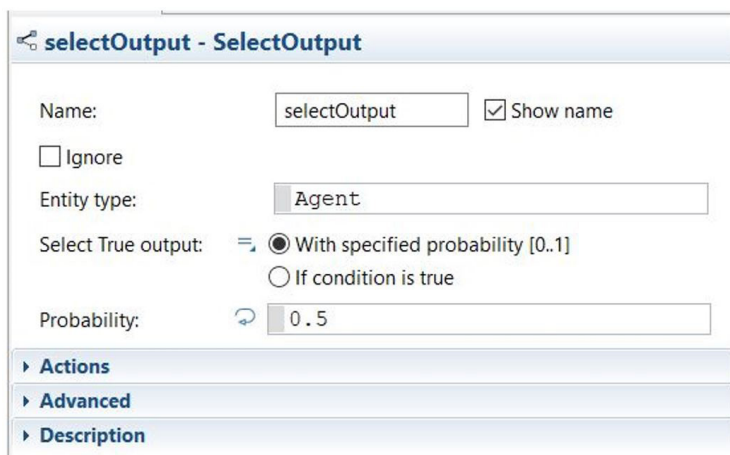 selectOutput - SelectOutput
Name: selectOutput Show name
Ignore
Entity type: Agent
Select True output: With specified probability [0..1]
If condition is true
Probability: 0.5
Actions
Advanced
Description